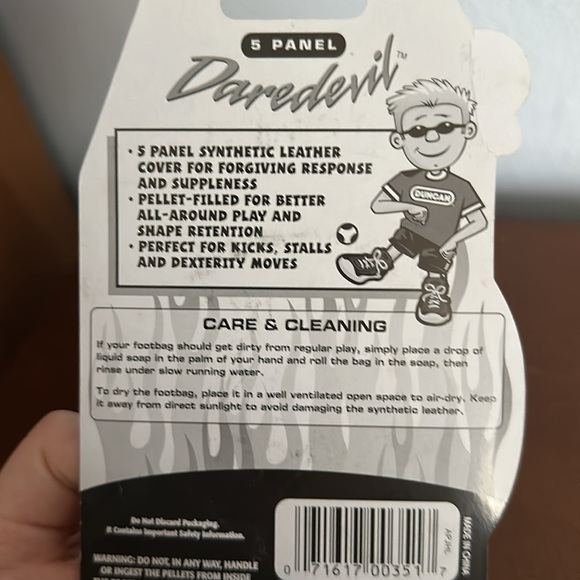 5 PANEL
Daredevil™
• 5 PANEL SYNTHETIC LEATHER
COVER FOR FORGIVING RESPONSE
AND SUPPLENESS
• PELLET-FILLED FOR BETTER
ALL-AROUND PLAY AND
SHAPE RETENTION
• PERFECT FOR KICKS, STALLS
AND DEXTERITY MOVES
DUNCAN
CARE & CLEANING
If your footbag should get dirty from regular play, simply place a drop of
liquid soap in the palm of your hand and roll the bag in the soap, then
rinse under slow running water.
To dry the footbag, place it in a well ventilated open space to air-dry. Keep
it away from direct sunlight to avoid damaging the synthetic leather.
Do Not Discard Packaging.
It Contains Important Safety Information.
WARNING: DO NOT, IN ANY WAY, HANDLE
OR INGEST THE PELLETS FROM INSIDE
0 71617 00351 7
MADE IN CHINA